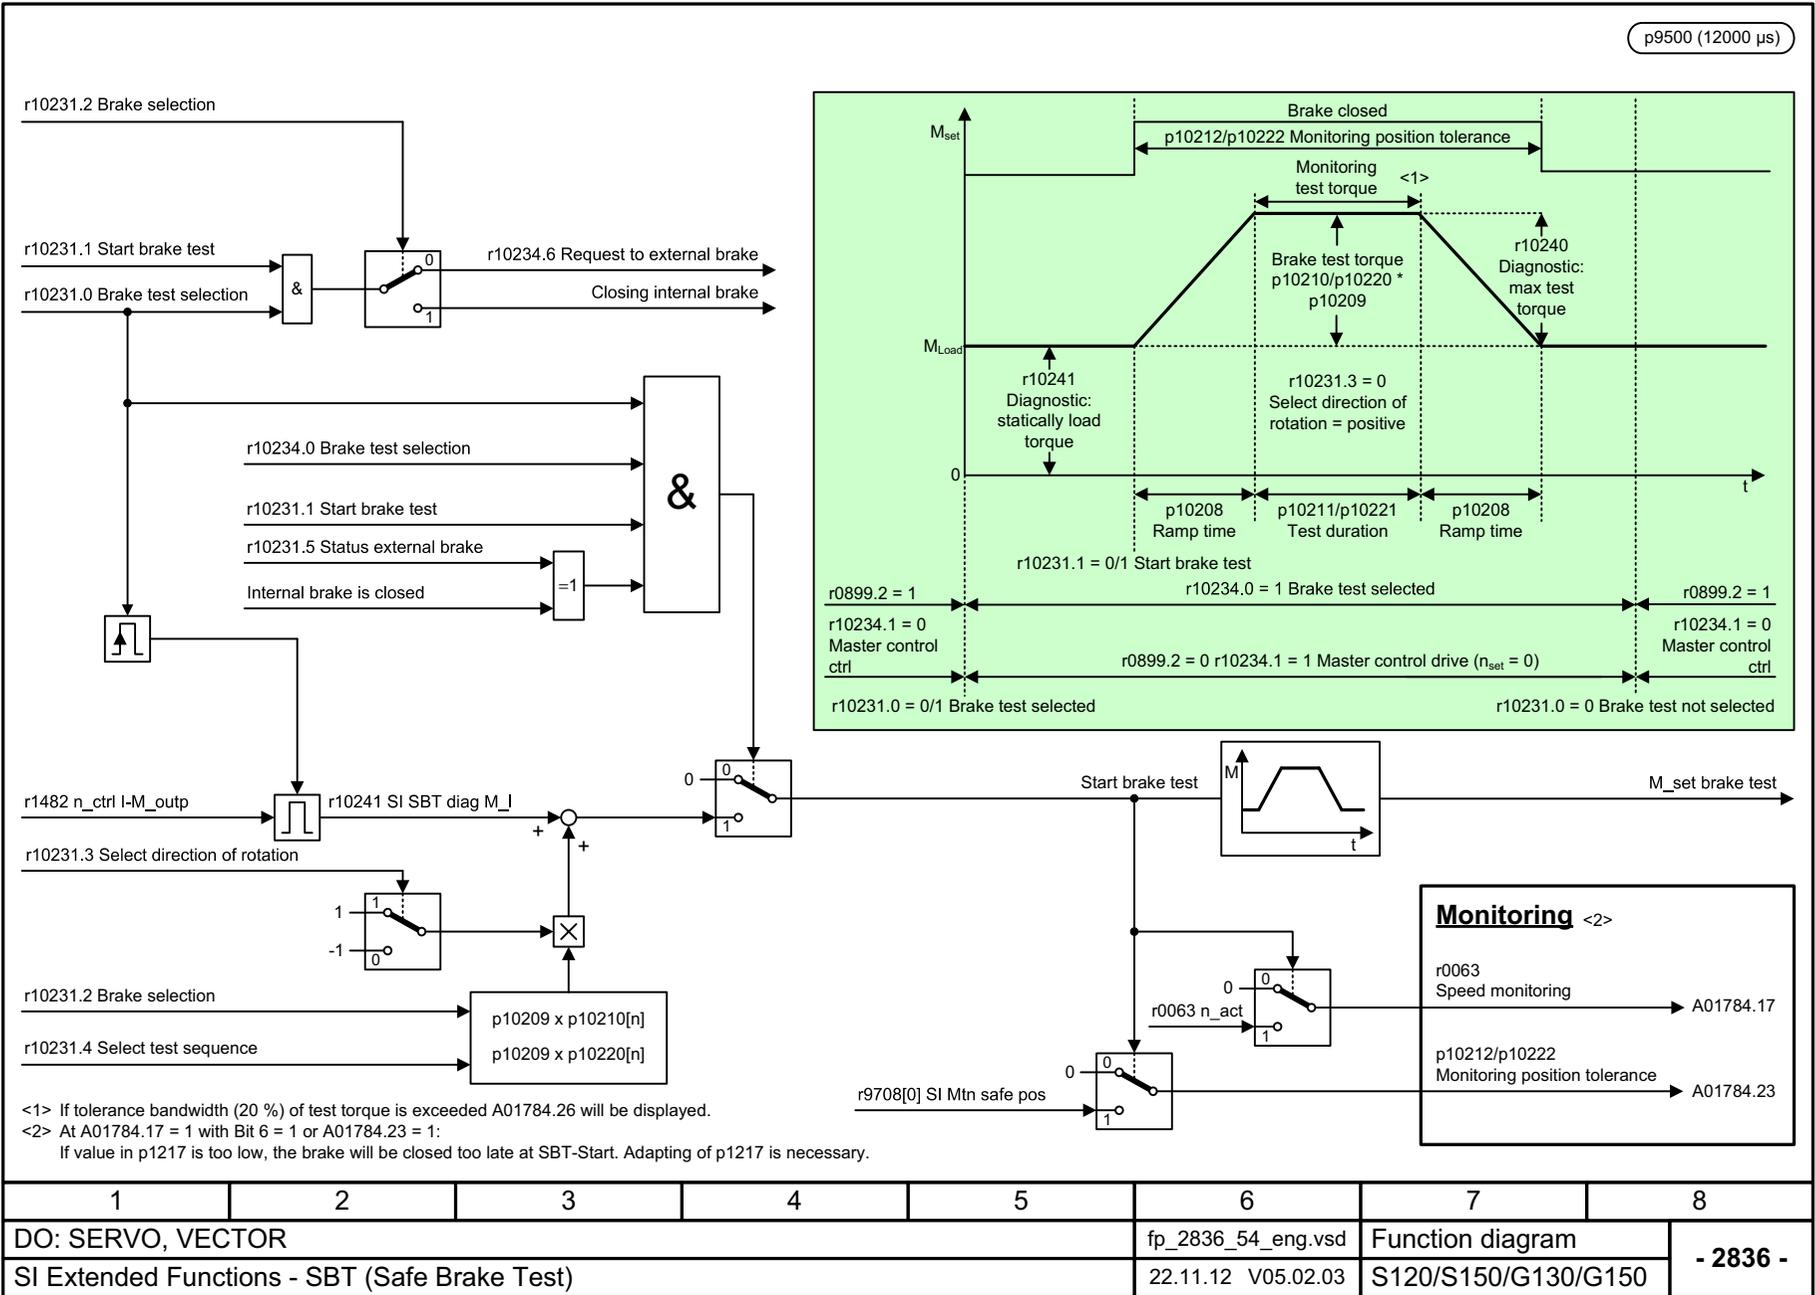 p9500 (12000 µs)
r10231.2 Brake selection
r10231.1 Start brake test
r10231.0 Brake test selection
&
0
1
r10234.6 Request to external brake
Closing internal brake
r10234.0 Brake test selection
r10231.1 Start brake test
r10231.5 Status external brake
Internal brake is closed
=1
&
Brake closed
Mset
p10212/p10222 Monitoring position tolerance
Monitoring
test torque
<1>
Brake test torque
p10210/p10220 *
p10209
r10240
Diagnostic:
max test
torque
MLoad
r10241
Diagnostic:
statically load
torque
r10231.3 = 0
Select direction of
rotation = positive
0
t
p10208
Ramp time
p10211/p10221
Test duration
p10208
Ramp time
r10231.1 = 0/1 Start brake test
r0899.2 = 1
r10234.0 = 1 Brake test selected
r0899.2 = 1
r10234.1 = 0
Master control
ctrl
r0899.2 = 0 r10234.1 = 1 Master control drive (nset = 0)
r10234.1 = 0
Master control
ctrl
r10231.0 = 0/1 Brake test selected
r10231.0 = 0 Brake test not selected
r1482 n_ctrl I-M_outp
r10241 SI SBT diag M_l
+
+
0
0
1
Start brake test
M
t
M_set brake test
r10231.3 Select direction of rotation
1
1
-1
0
r10231.2 Brake selection
r10231.4 Select test sequence
p10209 x p10210[n]
p10209 x p10220[n]
0
0
r0063 n_act
1
0
0
r9708[0] SI Mtn safe pos
1
Monitoring <2>
r0063
Speed monitoring
A01784.17
p10212/p10222
Monitoring position tolerance
A01784.23
<1> If tolerance bandwidth (20 %) of test torque is exceeded A01784.26 will be displayed.
<2> At A01784.17 = 1 with Bit 6 = 1 or A01784.23 = 1:
If value in p1217 is too low, the brake will be closed too late at SBT-Start. Adapting of p1217 is necessary.
1 2 3 4 5 6 7 8
DO: SERVO, VECTOR
fp_2836_54_eng.vsd
Function diagram
- 2836 -
SI Extended Functions - SBT (Safe Brake Test)
22.11.12 V05.02.03
S120/S150/G130/G150